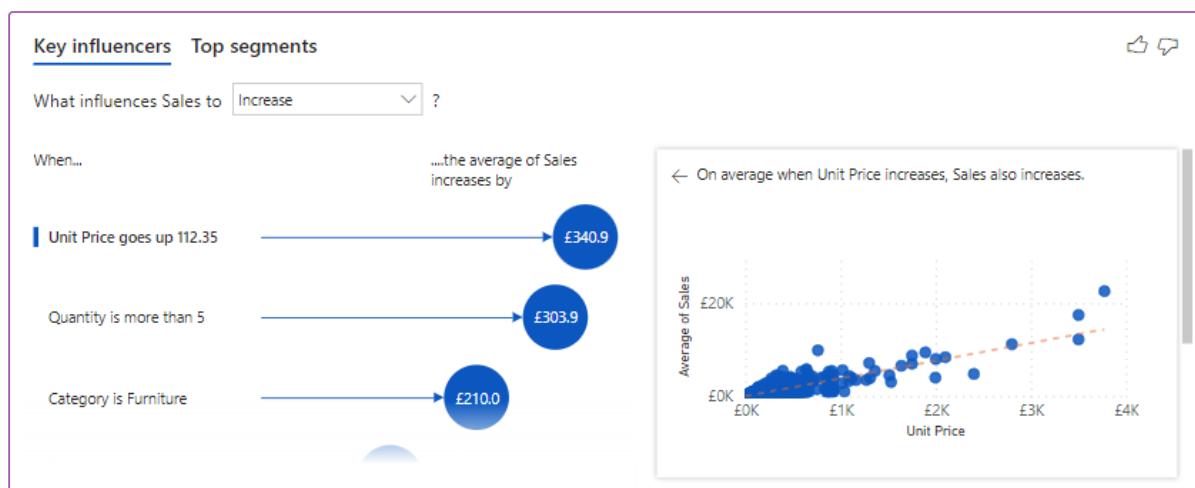 Key influencers Top segments
What influences Sales to Increase ?
When...
....the average of Sales
increases by
Unit Price goes up 112.35
£340.9
Quantity is more than 5
£303.9
Category is Furniture
£210.0
← On average when Unit Price increases, Sales also increases.
Average of Sales
£20K
£0K
£0K £1K £2K £3K £4K
Unit Price